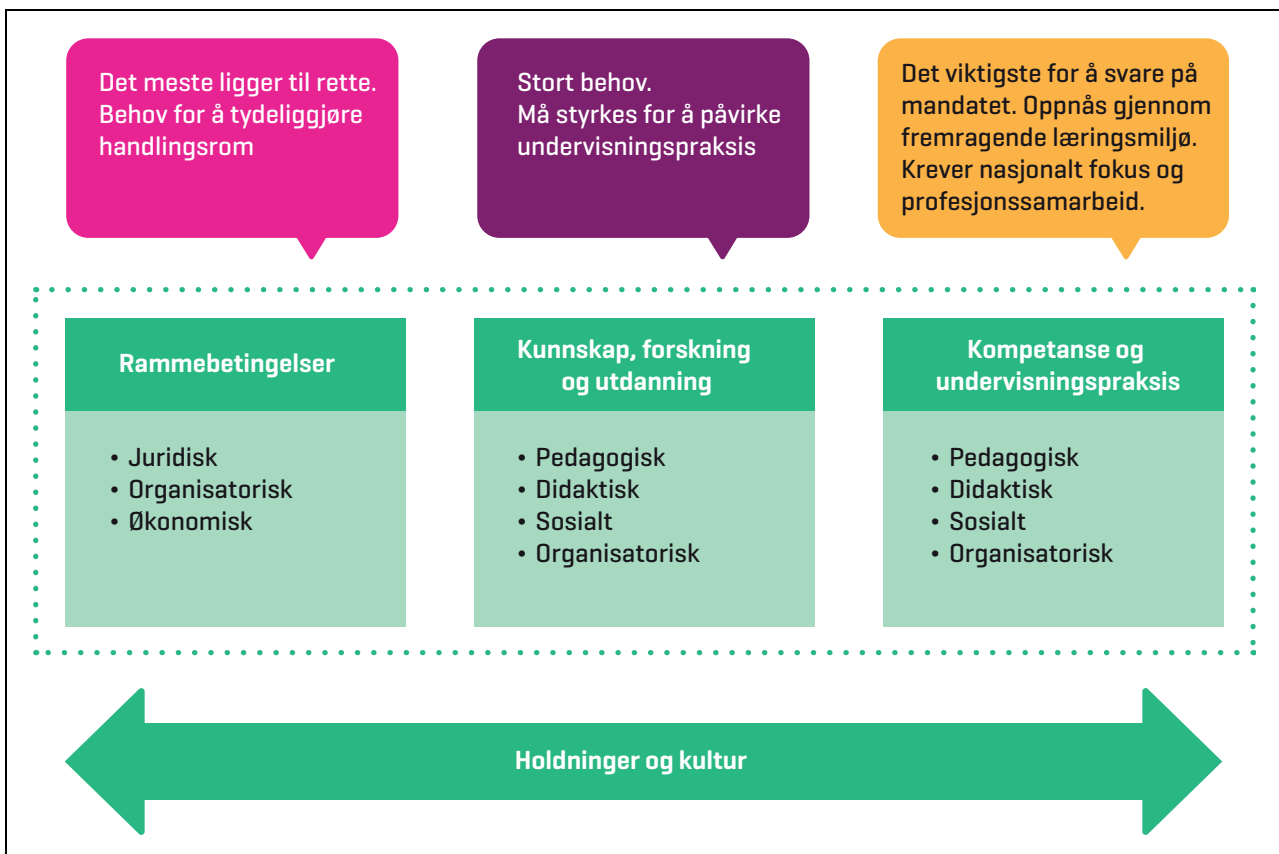 Det meste ligger til rette.
Behov for å tydeliggjøre
handlingsrom
Stort behov.
Må styrkes for å påvirke
undervisningspraksis
Det viktigste for å svare på
mandatet. Oppnås gjennom
fremragende læringsmiljø.
Krever nasjonalt fokus og
profesjonssamarbeid.
Rammebetingelser
• Juridisk
• Organisatorisk
• Økonomisk
Kunnskap, forskning
og utdanning
• Pedagogisk
• Didaktisk
• Sosialt
• Organisatorisk
Kompetanse og
undervisningspraksis
• Pedagogisk
• Didaktisk
• Sosialt
• Organisatorisk
Holdninger og kultur